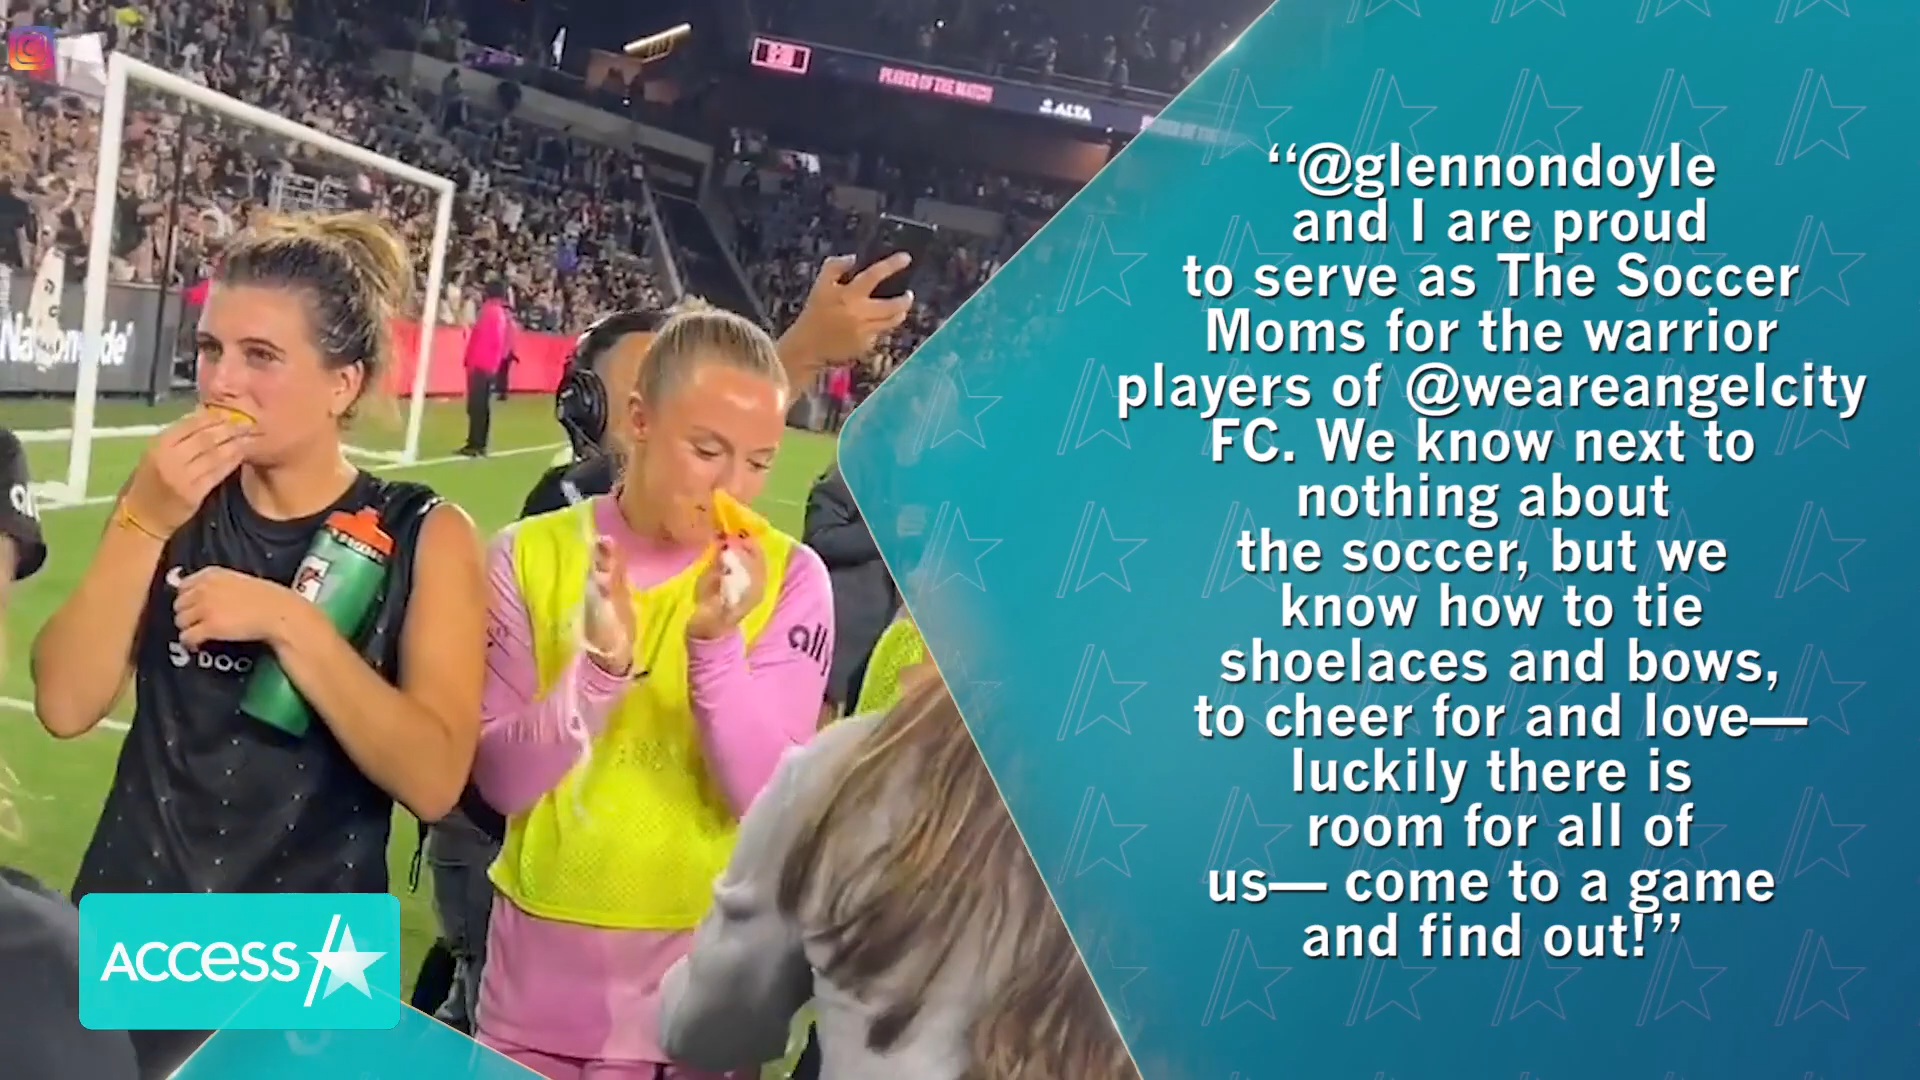 “@glennondoyle
and I are proud
to serve as The Soccer
Moms for the warrior
players of @weareangelcity
FC. We know next to
nothing about
the soccer, but we
know how to tie
shoelaces and bows,
to cheer for and love—
luckily there is
room for all of
us— come to a game
and find out!”
PLAYER OF THE MATCH
ALTA
Nationwide
DOO
ally
ACCESS